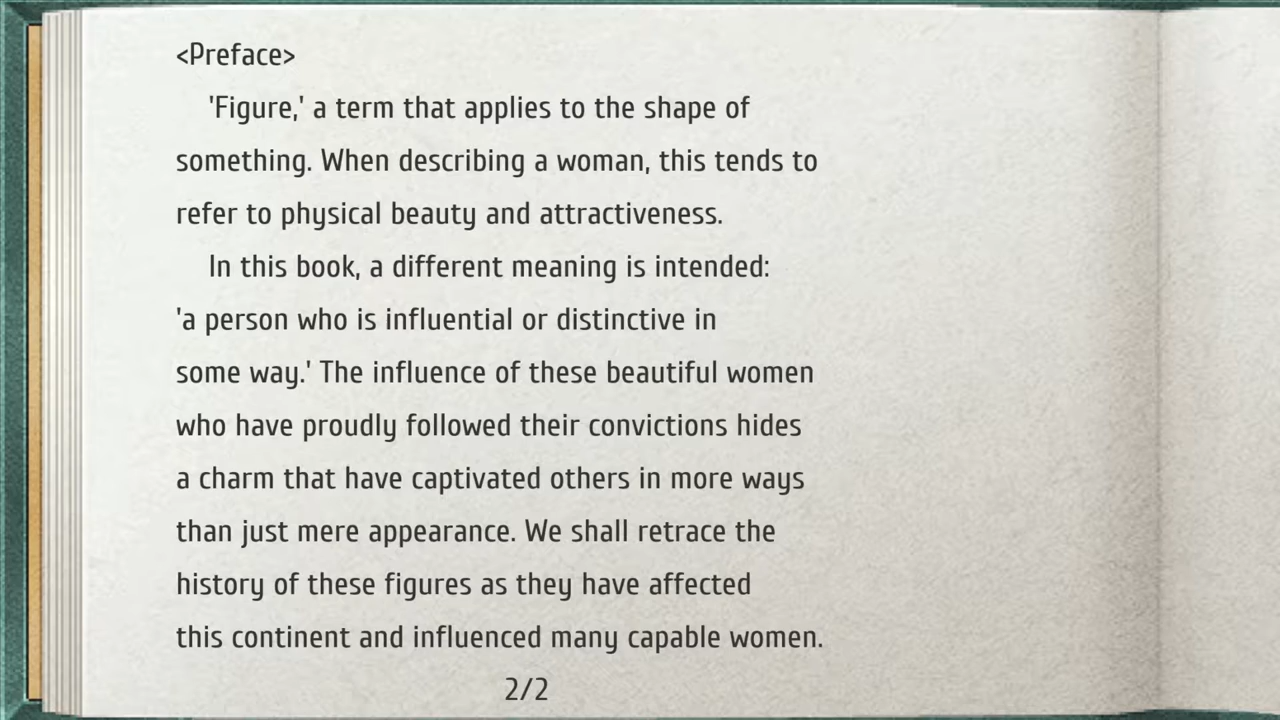 <Preface>
'Figure,' a term that applies to the shape of
something. When describing a woman, this tends to
refer to physical beauty and attractiveness.
In this book, a different meaning is intended:
'a person who is influential or distinctive in
some way.' The influence of these beautiful women
who have proudly followed their convictions hides
a charm that have captivated others in more ways
than just mere appearance. We shall retrace the
history of these figures as they have affected
this continent and influenced many capable women.
2/2